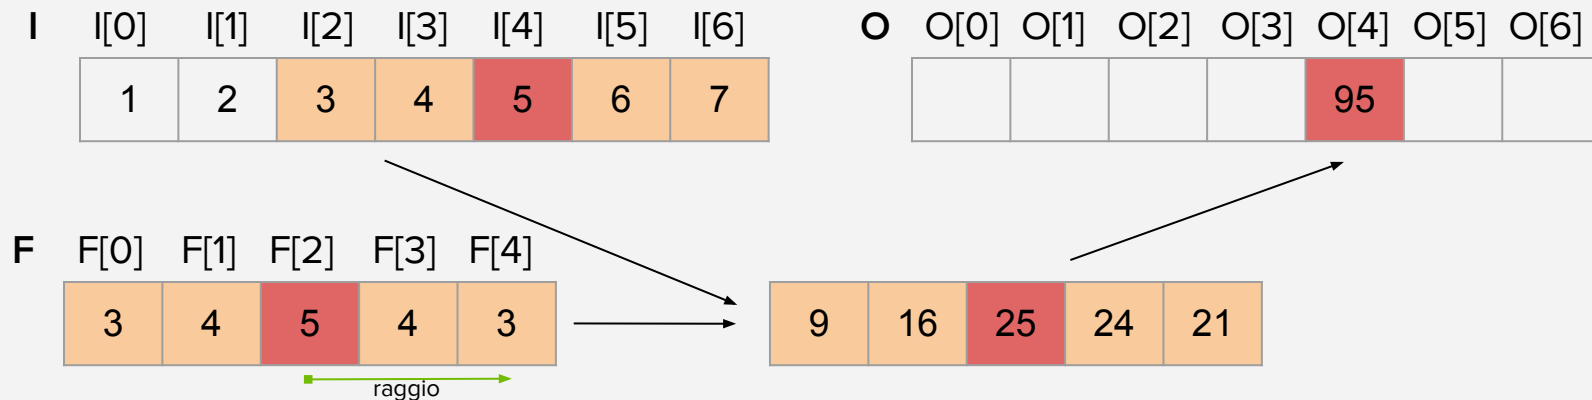 I I[0] I[1] I[2] I[3] I[4] I[5] I[6] O O[0] O[1] O[2] O[3] O[4] O[5] O[6]
1 2 3 4 5 6 7 95
F F[0] F[1] F[2] F[3] F[4]
3 4 5 4 3 9 16 25 24 21
raggio